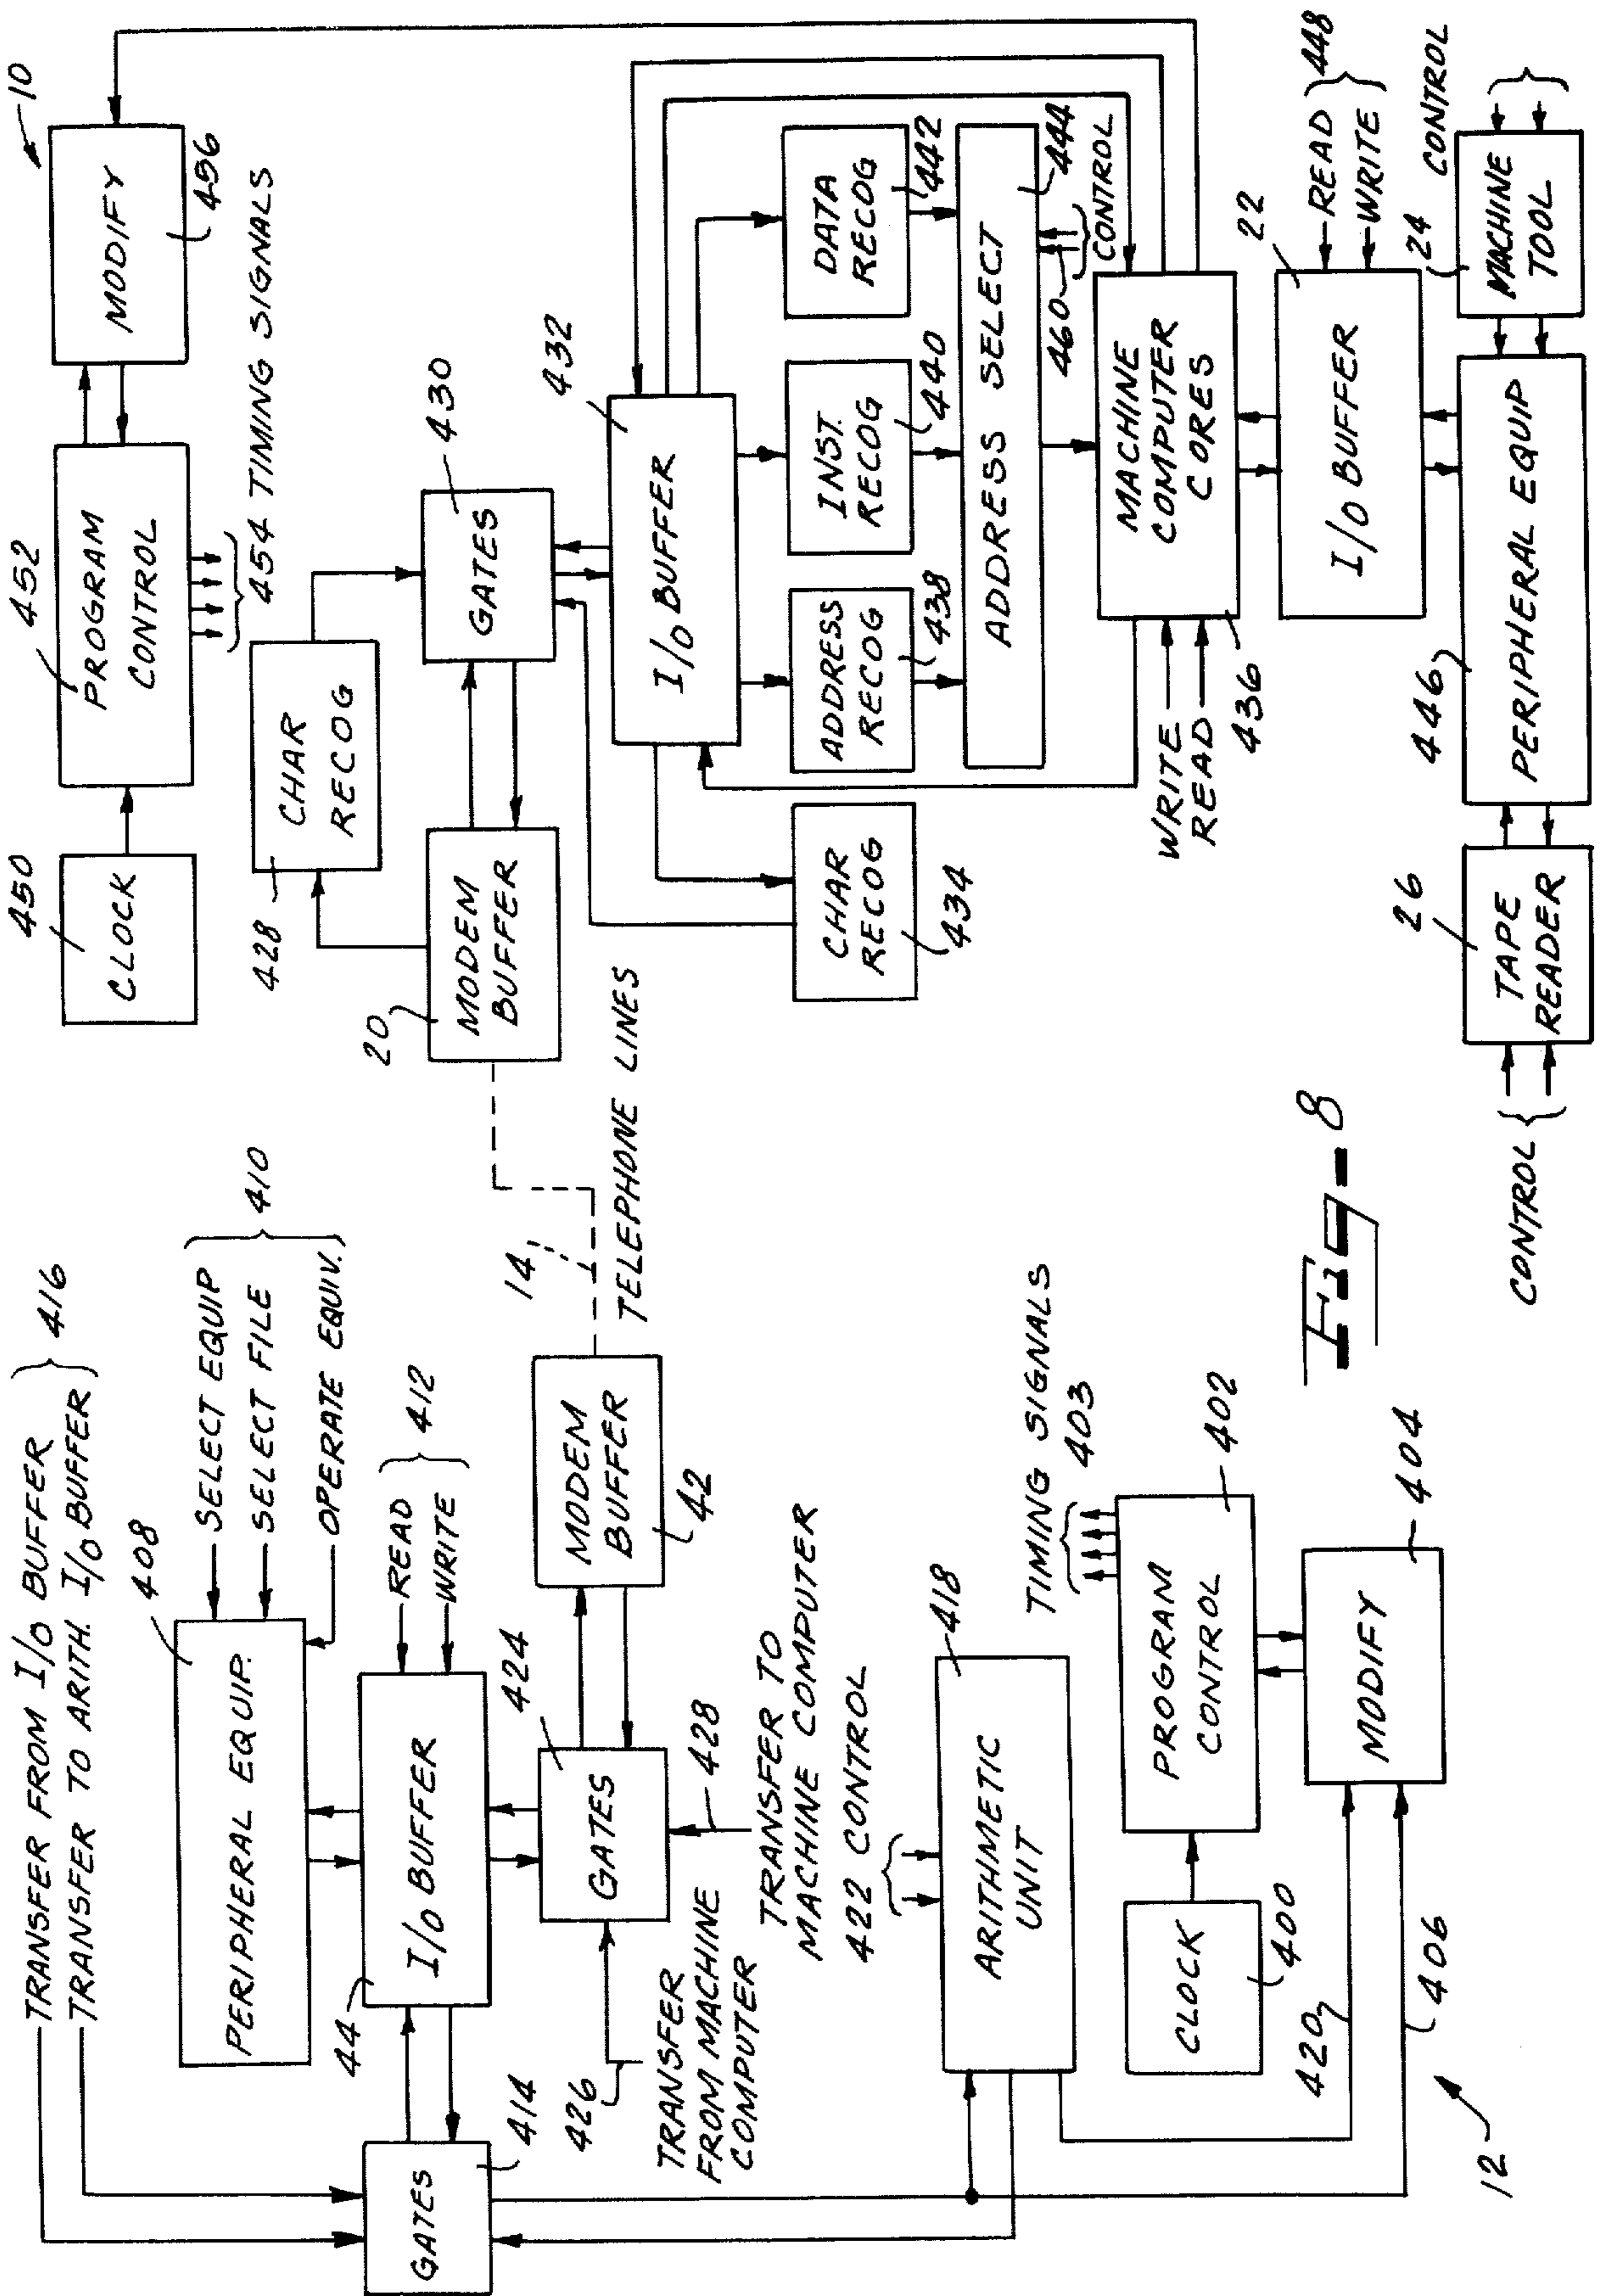 TRANSFER FROM I/O BUFFER
TRANSFER TO ARITH. I/O BUFFER
416
408
PERIPHERAL EQUIP.
SELECT EQUIP
SELECT FILE
OPERATE EQUIV.
410
44
I/O BUFFER
READ
WRITE
412
GATES
414
424
GATES
426
TRANSFER
FROM MACHINE
COMPUTER
428
TRANSFER TO
MACHINE COMPUTER
MODEM
BUFFER
42
14
TELEPHONE LINES
422 CONTROL
418
ARITHMETIC
UNIT
TIMING SIGNALS
403
PROGRAM
CONTROL
402
CLOCK
400
MODIFY
404
420
406
12
Fig-8
10
450
CLOCK
452
PROGRAM
CONTROL
454 TIMING SIGNALS
MODIFY
456
428
CHAR
RECOG
20
MODEM
BUFFER
430
GATES
432
I/O BUFFER
CHAR
RECOG
434
ADDRESS
RECOG
438
INST.
RECOG
440
DATA
RECOG
442
ADDRESS SELECT
444
460
CONTROL
WRITE
READ
436
MACHINE
COMPUTER
CORES
22
I/O BUFFER
READ
WRITE
448
446
PERIPHERAL EQUIP
26
TAPE
READER
CONTROL
24
MACHINE
TOOL
CONTROL